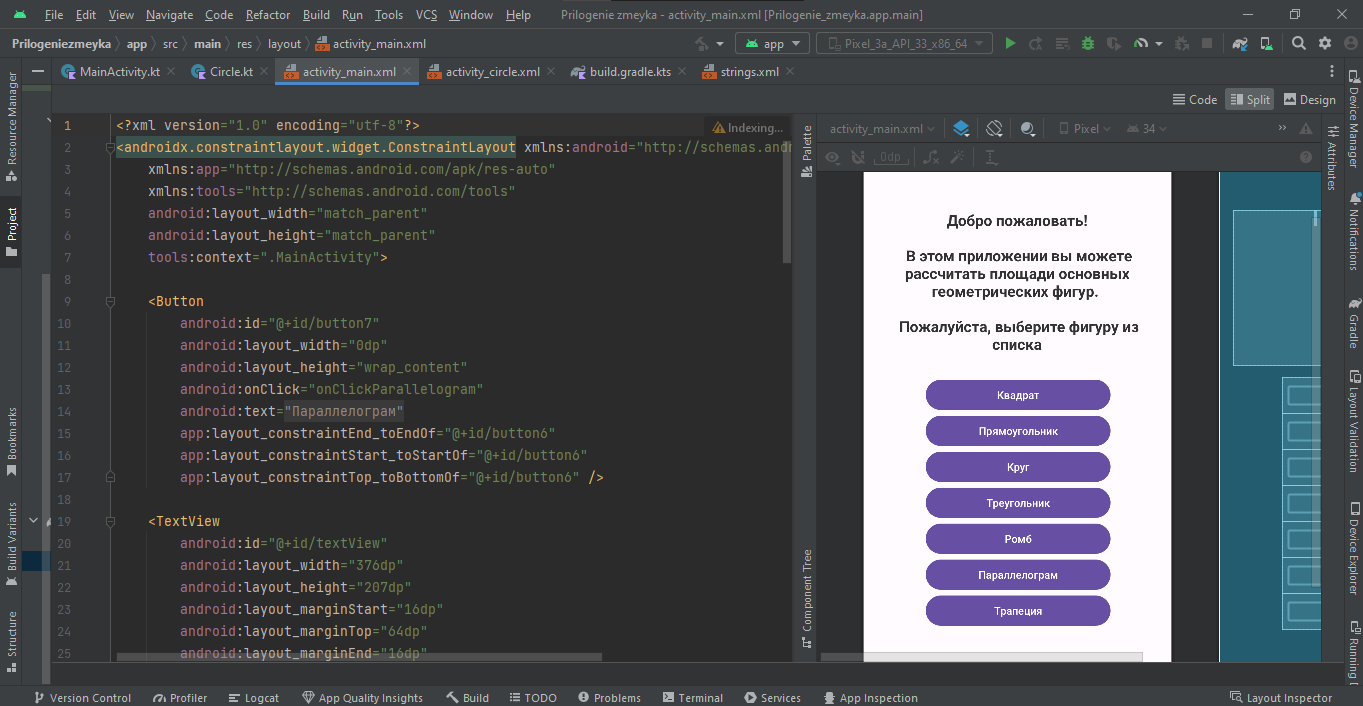 File Edit View Navigate Code Refactor Build Run Tools VCS Window Help Prilogenie zmeyka - activity_main.xml [Prilogenie_zmeyka.app.main]
Prilogeniezmeyka app src main res layout activity_main.xml app Pixel_3a_API_33_x86_64
MainActivity.kt Circle.kt activity_main.xml activity_circle.xml build.gradle.kts strings.xml
Code Split Design
Resource Manager
Project
Bookmarks
Build Variants
Structure
1 <?xml version="1.0" encoding="utf-8"?>
Indexing...
2 <androidx.constraintlayout.widget.ConstraintLayout xmlns:android="http://schemas.and
3 xmlns:app="http://schemas.android.com/apk/res-auto"
4 xmlns:tools="http://schemas.android.com/tools"
5 android:layout_width="match_parent"
6 android:layout_height="match_parent"
7 tools:context=".MainActivity">
8
9 <Button
10 android:id="@+id/button7"
11 android:layout_width="0dp"
12 android:layout_height="wrap_content"
13 android:onClick="onClickParallelogram"
14 android:text="Параллелограм"
15 app:layout_constraintEnd_toEndOf="@+id/button6"
16 app:layout_constraintStart_toStartOf="@+id/button6"
17 app:layout_constraintTop_toBottomOf="@+id/button6" />
18
19 <TextView
20 android:id="@+id/textView"
21 android:layout_width="376dp"
22 android:layout_height="207dp"
23 android:layout_marginStart="16dp"
24 android:layout_marginTop="64dp"
25 android:layout_marginEnd="16dp"
Palette
Component Tree
activity_main.xml Pixel 34
0dp
Добро пожаловать!
В этом приложении вы можете
рассчитать площади основных
геометрических фигур.
Пожалуйста, выберите фигуру из
списка
Квадрат
Прямоугольник
Круг
Треугольник
Ромб
Параллелограм
Трапеция
Attributes
Device Manager
Notifications
Gradle
Layout Validation
Device Explorer
Running
Version Control Profiler Logcat App Quality Insights Build TODO Problems Terminal Services App Inspection Layout Inspector